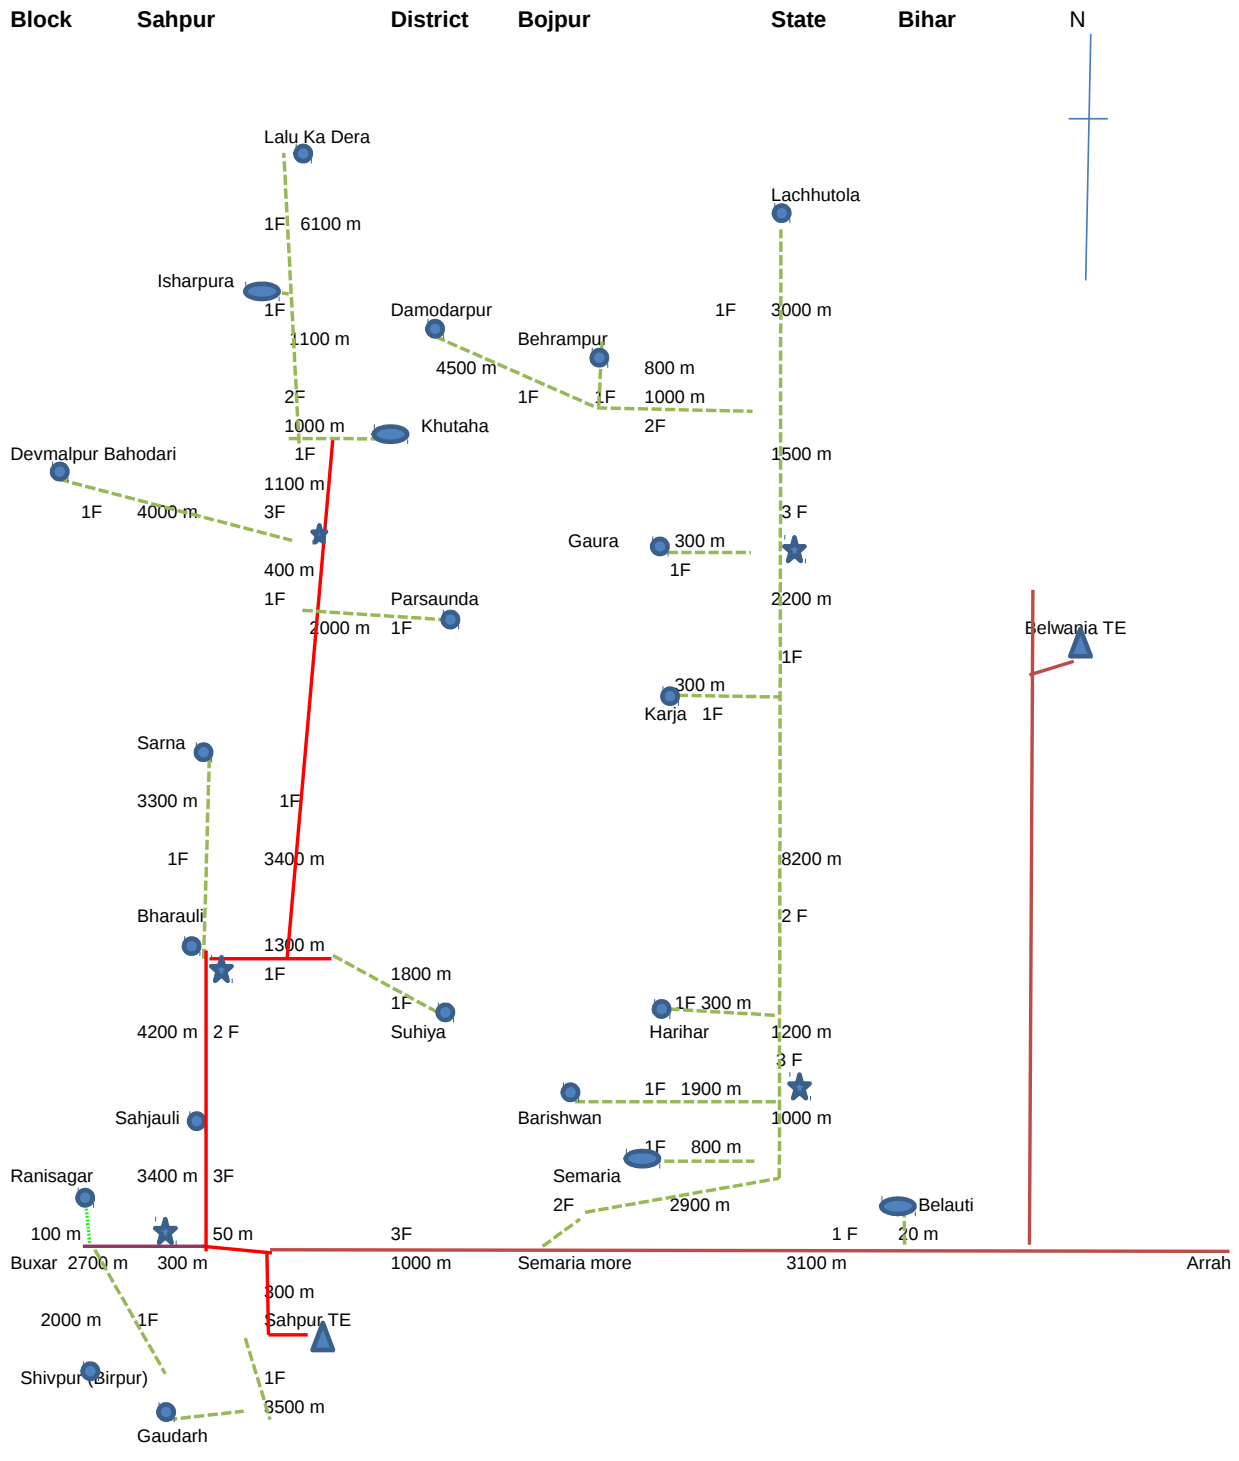 Block Sahpur District Bojpur State Bihar N
Lalu Ka Dera
Lachhutola
1F 6100 m
Isharpura
1F Damodarpur 1F 3000 m
1100 m Behrampur
4500 m 800 m
2F 1F 1F 1000 m
1000 m Khutaha 2F
Devmalpur Bahodari 1F 1500 m
1100 m
1F 4000 m 3F 3 F
Gaura 300 m
400 m 1F
1F Parsaunda 2200 m
2000 m 1F Belwania TE
1F
300 m
Karja 1F
Sarna
3300 m 1F
1F 3400 m 8200 m
Bharauli 2 F
1300 m
1F 1800 m
1F 1F 300 m
4200 m 2 F Suhiya Harihar 1200 m
3 F
1F 1900 m
Sahjauli Barishwan 1000 m
1F 800 m
Ranisagar 3400 m 3F Semaria
2F 2900 m Belauti
100 m 50 m 3F 1 F 20 m
Buxar 2700 m 300 m 1000 m Semaria more 3100 m Arrah
300 m
2000 m 1F Sahpur TE
Shivpur (Birpur) 1F
3500 m
Gaudarh